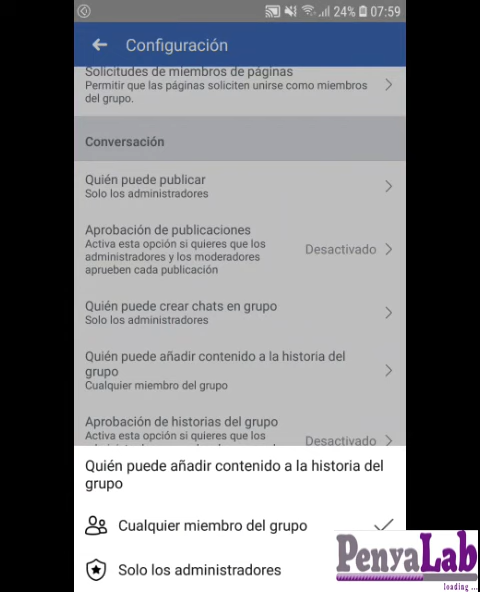 24% 07:59
Configuración
Solicitudes de miembros de páginas
Permitir que las páginas soliciten unirse como miembros
del grupo.
Conversación
Quién puede publicar
Solo los administradores
Aprobación de publicaciones
Activa esta opción si quieres que los
administradores y los moderadores
aprueben cada publicación
Desactivado
Quién puede crear chats en grupo
Solo los administradores
Quién puede añadir contenido a la historia del
grupo
Cualquier miembro del grupo
Aprobación de historias del grupo
Activa esta opción si quieres que los
Desactivado
Quién puede añadir contenido a la historia del
grupo
Cualquier miembro del grupo
Solo los administradores
PenyaLab
loading ...